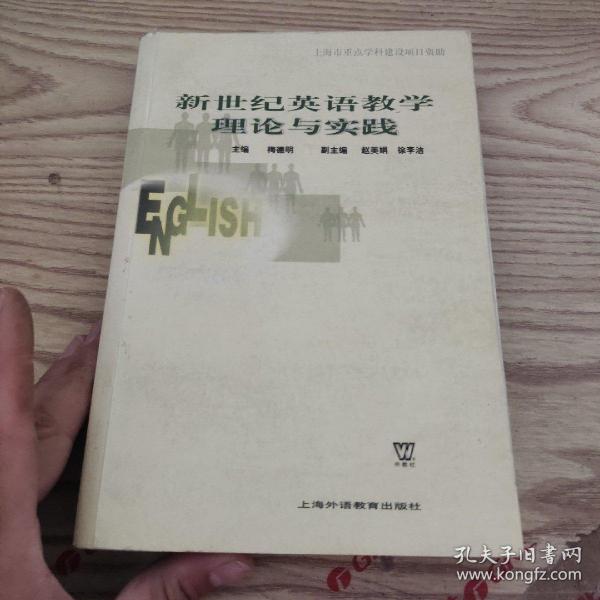 上海市重点学科建设项目资助
新世纪英语教学
理论与实践
主编 梅德明 副主编 赵美娟 徐李洁
ENGLISH
W
外教社
上海外语教育出版社
孔夫子旧书网
www.kongfz.com